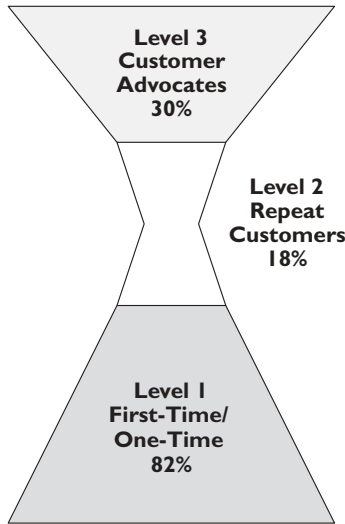 Level 3
Customer
Advocates
30%
Level 2
Repeat
Customers
18%
Level 1
First-Time/
One-Time
82%